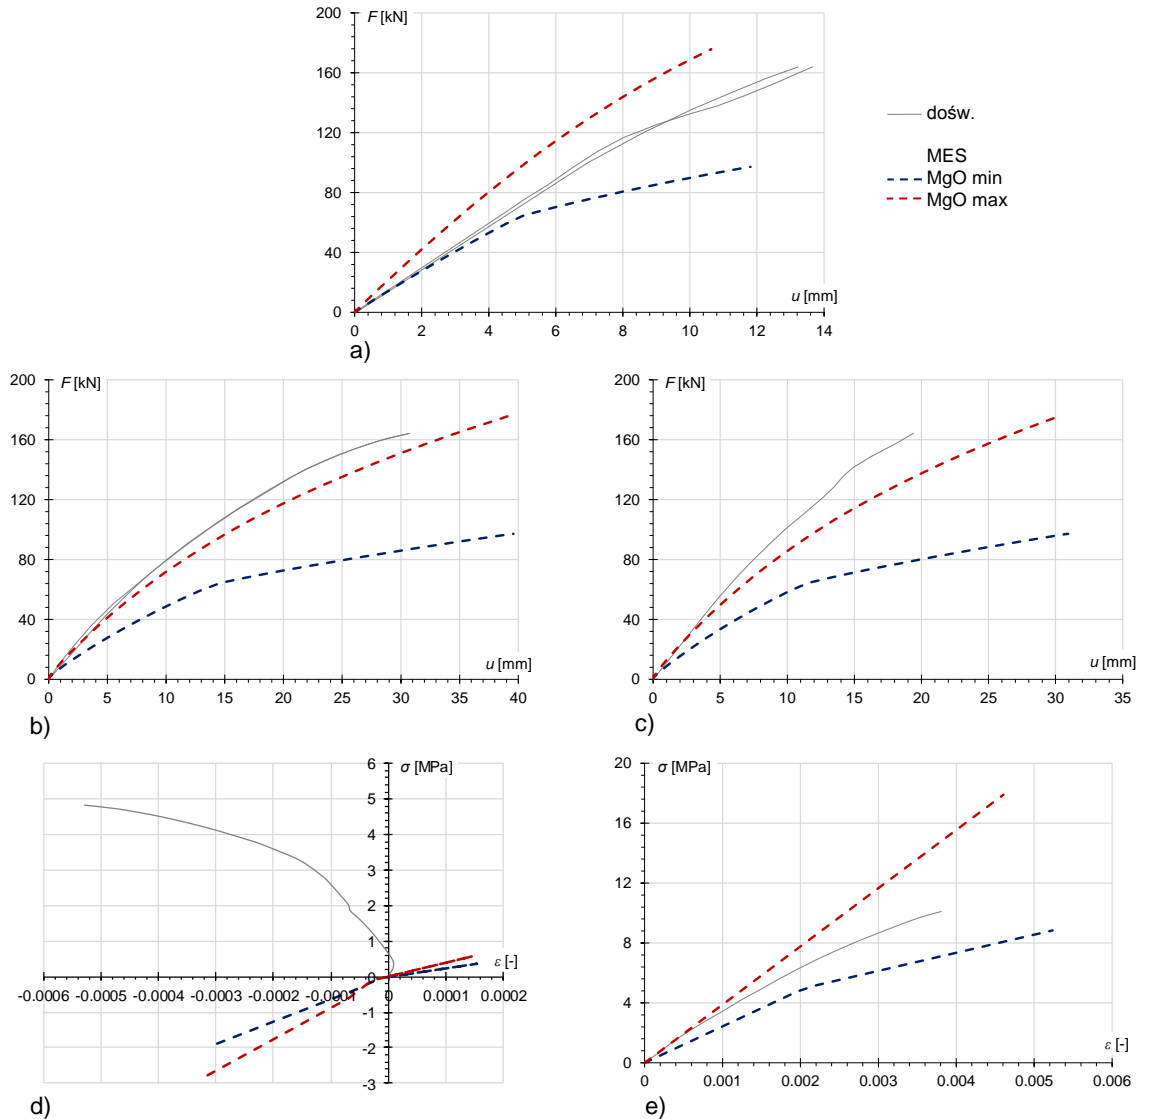 F [kN]
200
160
120
80
40
0
0 2 4 6 8 10 12 14
u [mm]
a)
dośw.
MES
MgO min
MgO max
F [kN]
200
160
120
80
40
0
0 5 10 15 20 25 30 35 40
u [mm]
b)
F [kN]
200
160
120
80
40
0
0 5 10 15 20 25 30 35
u [mm]
c)
σ [MPa]
6
5
4
3
2
1
0
-1
-2
-3
-0.0006 -0.0005 -0.0004 -0.0003 -0.0002 -0.0001 0 0.0001 0.0002
ε [-]
d)
σ [MPa]
20
16
12
8
4
0
0 0.001 0.002 0.003 0.004 0.005 0.006
ε [-]
e)